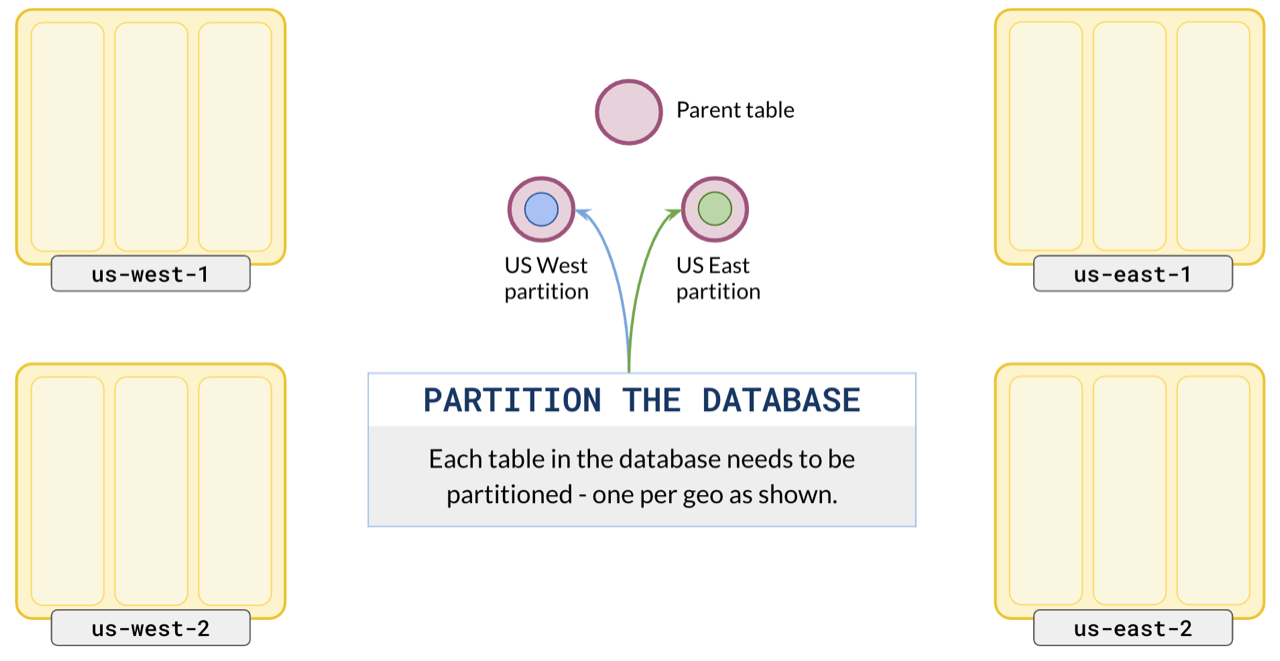 Parent table
US West
partition
US East
partition
us-west-1
us-east-1
PARTITION THE DATABASE
Each table in the database needs to be
partitioned - one per geo as shown.
us-west-2
us-east-2